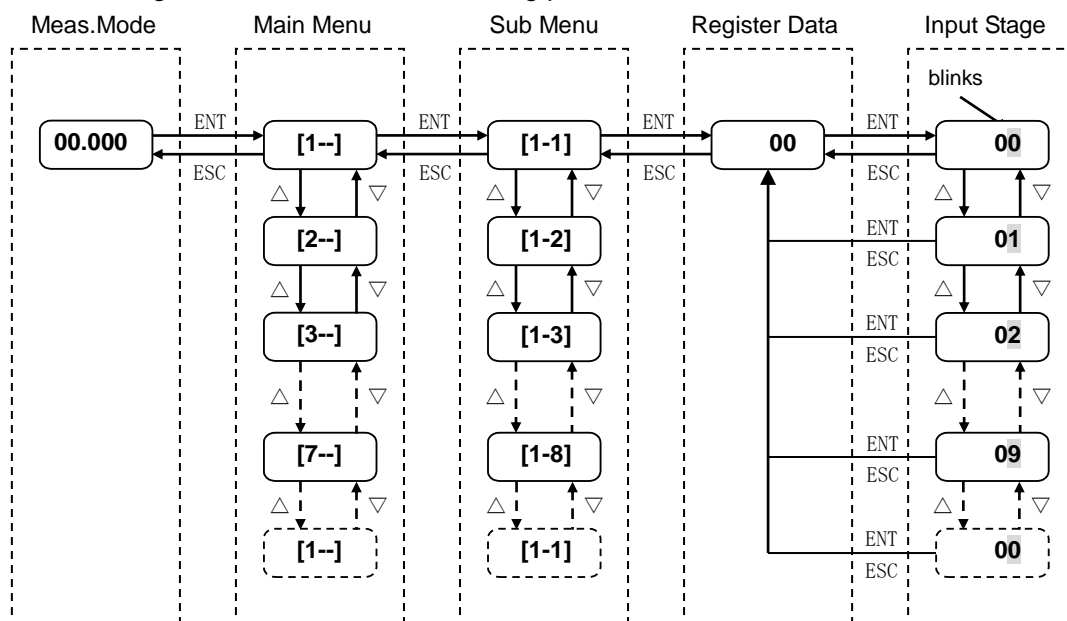 Meas.Mode Main Menu Sub Menu Register Data Input Stage
blinks
00.000 ENT [1--] ENT [1-1] ENT 00 ENT 00
ESC ESC ESC ESC
△ ▽ △ ▽ △ ▽
[2--] [1-2] ENT 01
ESC
△ ▽ △ ▽ △ ▽
[3--] [1-3] ENT 02
ESC
△ ▽ △ ▽ △ ▽
[7--] [1-8] ENT 09
ESC
△ ▽ △ ▽ △ ▽
[1--] [1-1] ENT 00
ESC